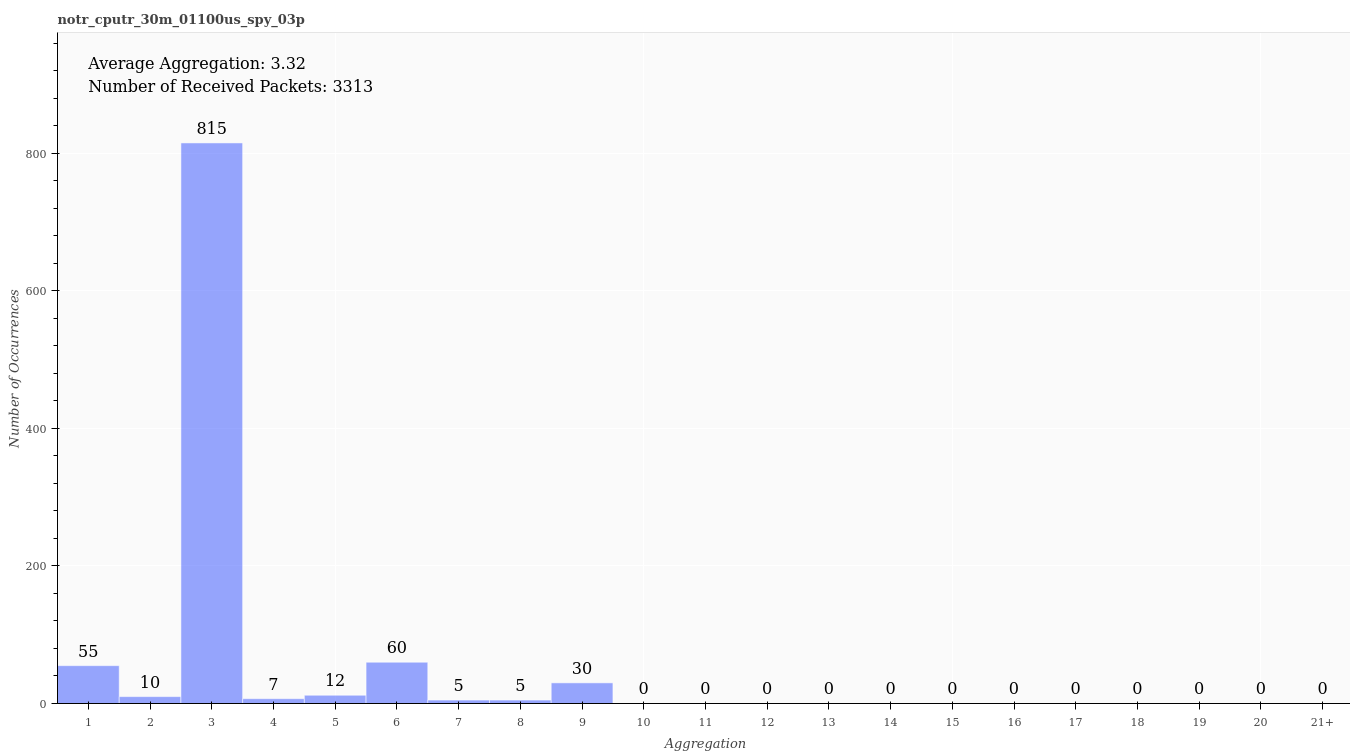 notr_cputr_30m_01100us_spy_03p
Average Aggregation: 3.32
Number of Received Packets: 3313
815
800
600
400
200
0
Number of Occurrences
55 10 7 12 60 5 5 30 0 0 0 0 0 0 0 0 0 0 0 0
1 2 3 4 5 6 7 8 9 10 11 12 13 14 15 16 17 18 19 20 21+
Aggregation